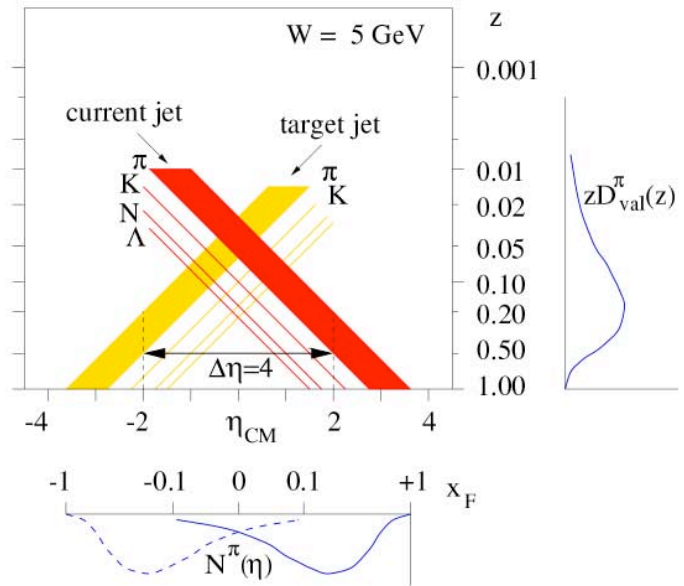 W = 5 GeV
z
0.001
current jet
target jet
π
π
0.01
K
K
zD^π_val(z)
0.02
N
Λ
0.05
0.10
0.20
0.50
Δη=4
1.00
-4 -2 0 2 4
η_CM
-1 -0.1 0 0.1 +1 x_F
N^π(η)